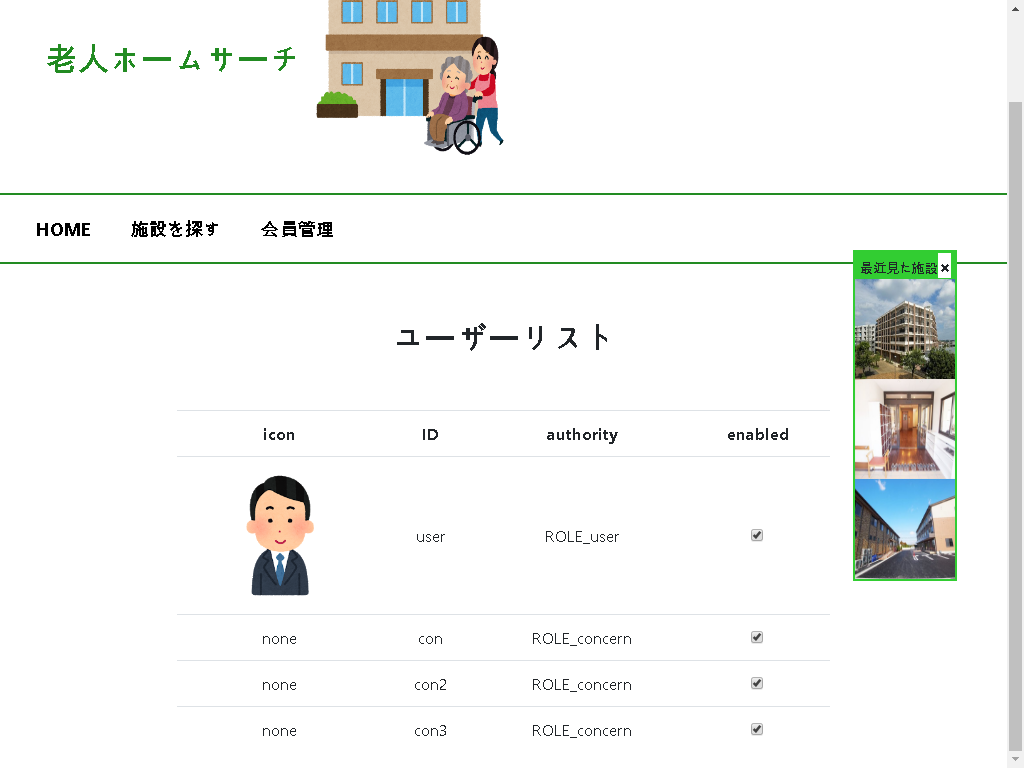 老人ホームサーチ
HOME 施設を探す 会員管理
最近見た施設 ×
ユーザーリスト
icon ID authority enabled
user ROLE_user
none con ROLE_concern
none con2 ROLE_concern
none con3 ROLE_concern